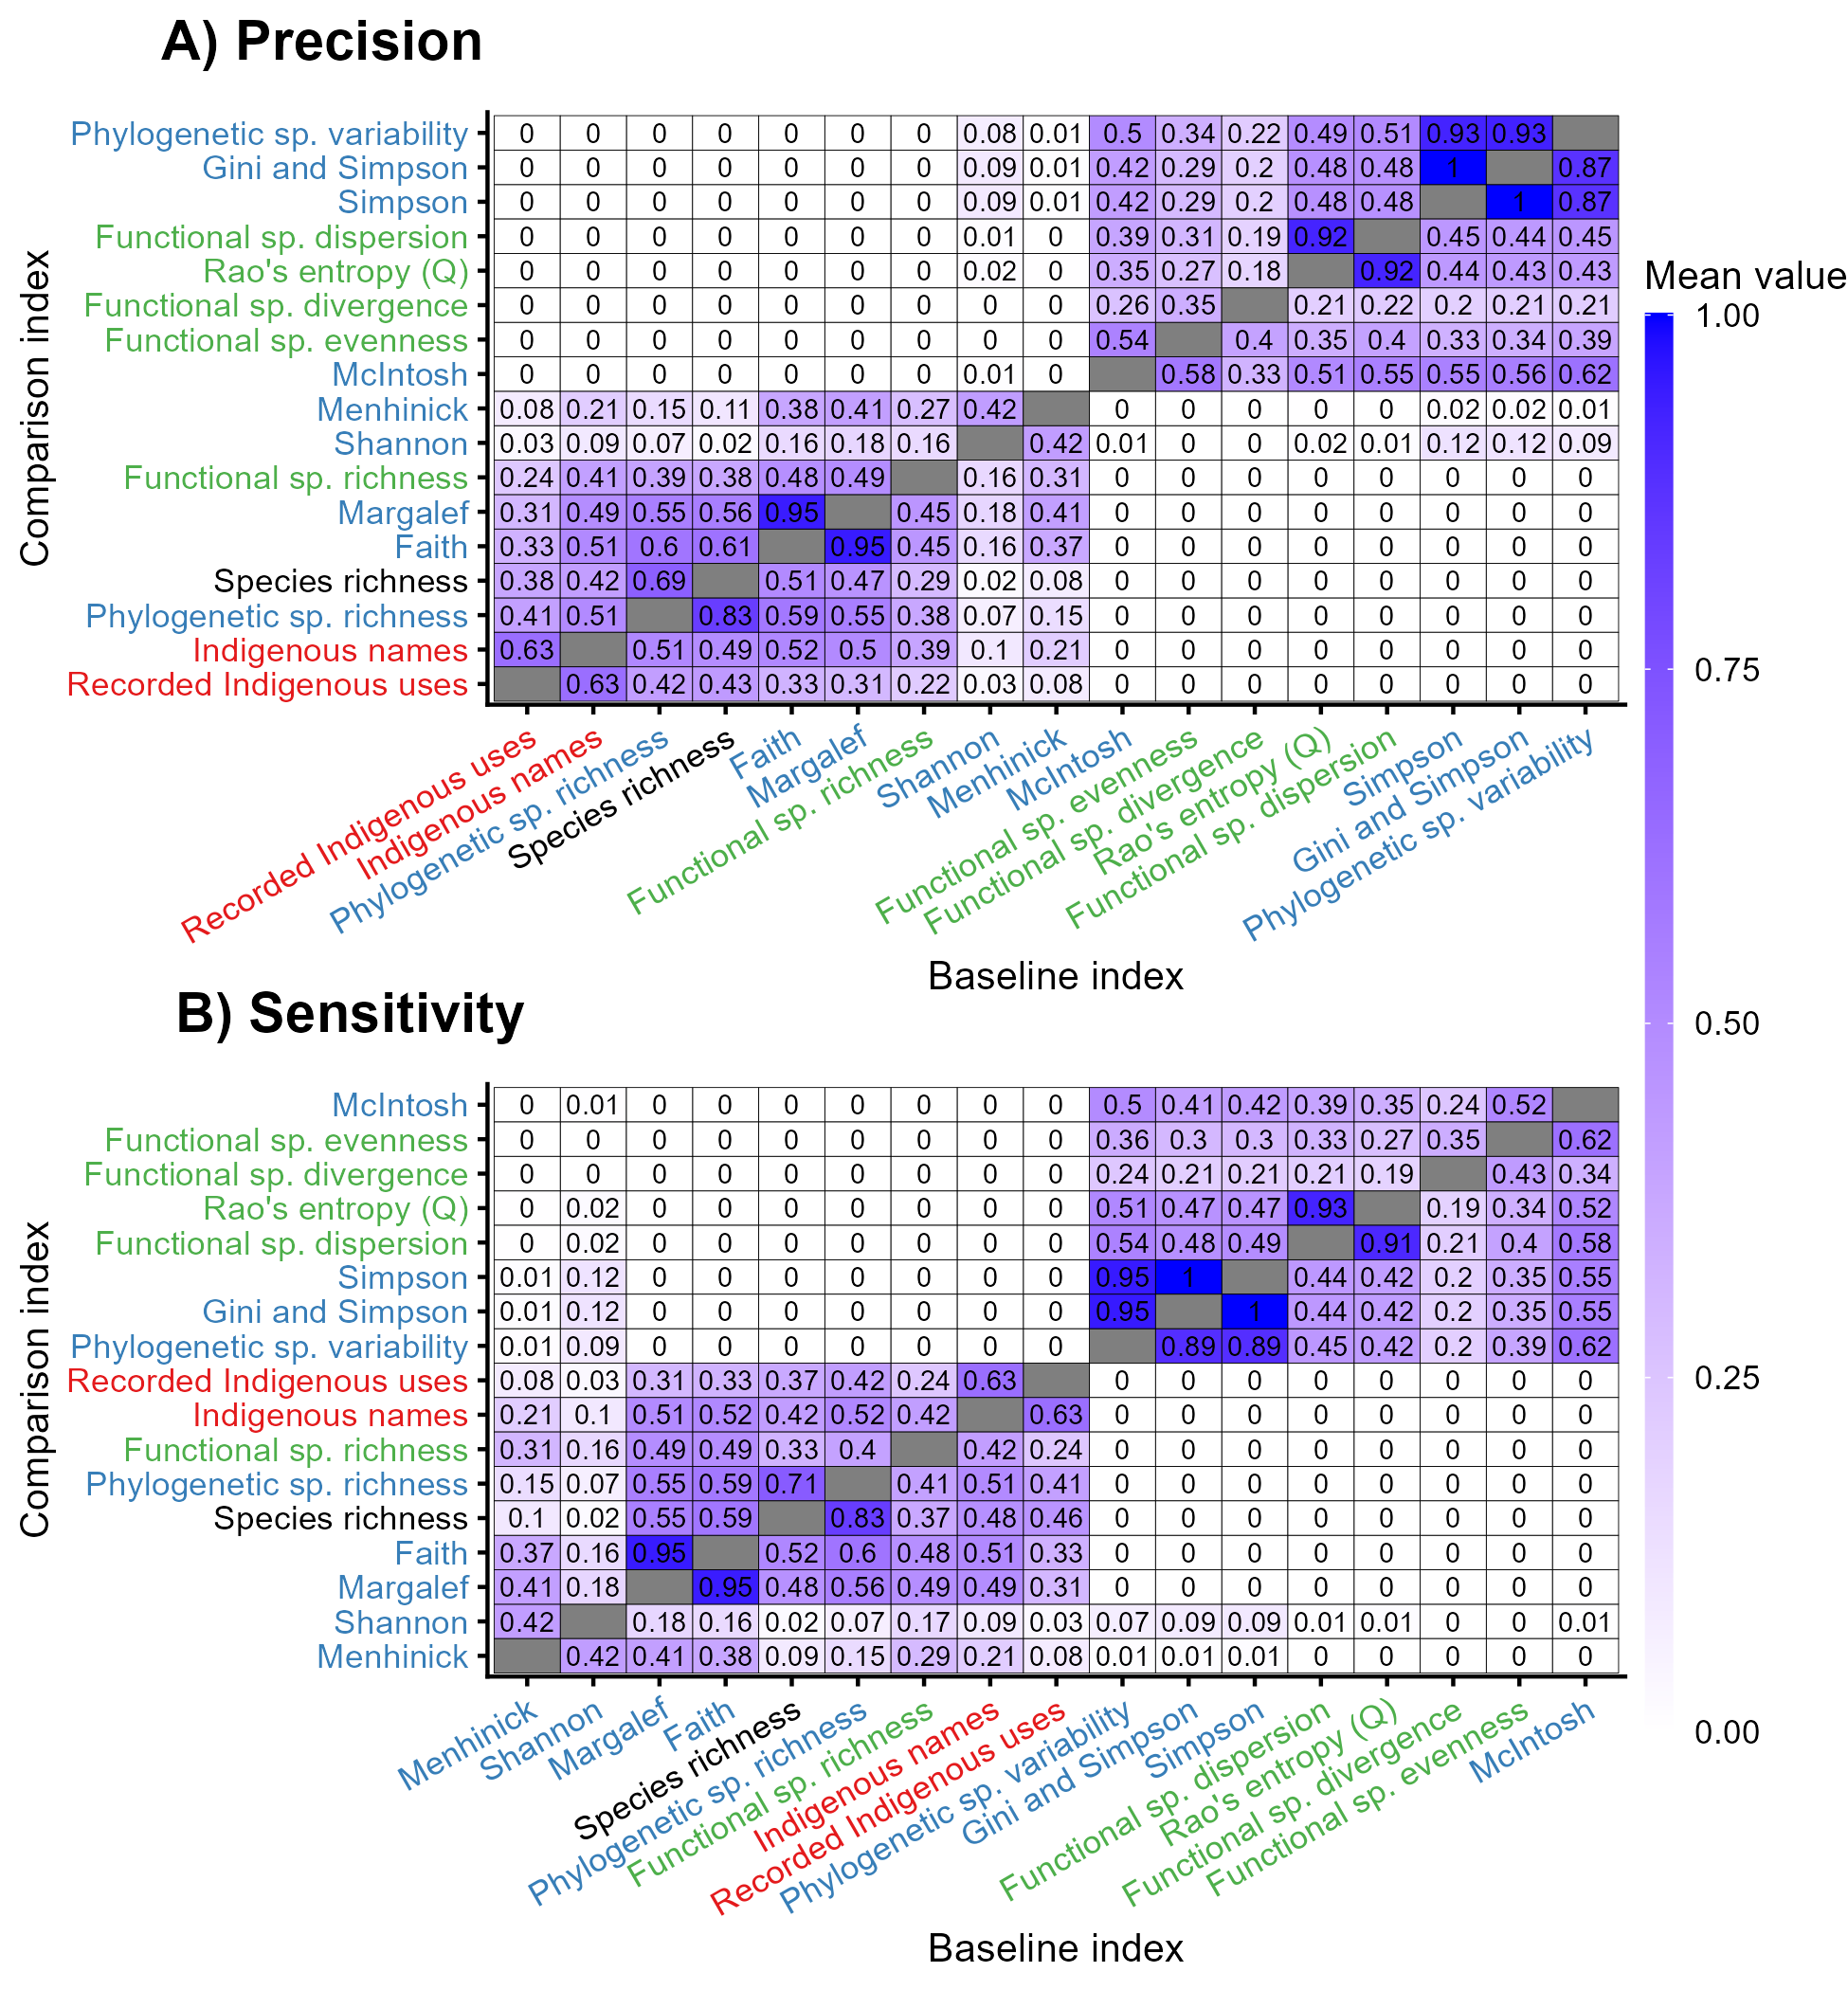 A) Precision
Comparison index
Phylogenetic sp. variability 0 0 0 0 0 0 0 0.08 0.01 0.5 0.34 0.22 0.49 0.51 0.93 0.93
Gini and Simpson 0 0 0 0 0 0 0 0.09 0.01 0.42 0.29 0.2 0.48 0.48 1 0.87
Simpson 0 0 0 0 0 0 0 0.09 0.01 0.42 0.29 0.2 0.48 0.48 1 0.87
Functional sp. dispersion 0 0 0 0 0 0 0 0.01 0 0.39 0.31 0.19 0.92 0.45 0.44 0.45
Rao's entropy (Q) 0 0 0 0 0 0 0 0.02 0 0.35 0.27 0.18 0.92 0.44 0.43 0.43
Functional sp. divergence 0 0 0 0 0 0 0 0 0 0.26 0.35 0.21 0.22 0.2 0.21 0.21
Functional sp. evenness 0 0 0 0 0 0 0 0 0 0.54 0.4 0.35 0.4 0.33 0.34 0.39
McIntosh 0 0 0 0 0 0 0 0.01 0 0.58 0.33 0.51 0.55 0.55 0.56 0.62
Menhinick 0.08 0.21 0.15 0.11 0.38 0.41 0.27 0.42 0 0 0 0 0 0.02 0.02 0.01
Shannon 0.03 0.09 0.07 0.02 0.16 0.18 0.16 0.42 0.01 0 0 0.02 0.01 0.12 0.12 0.09
Functional sp. richness 0.24 0.41 0.39 0.38 0.48 0.49 0.16 0.31 0 0 0 0 0 0 0 0
Margalef 0.31 0.49 0.55 0.56 0.95 0.45 0.18 0.41 0 0 0 0 0 0 0 0
Faith 0.33 0.51 0.6 0.61 0.95 0.45 0.16 0.37 0 0 0 0 0 0 0 0
Species richness 0.38 0.42 0.69 0.51 0.47 0.29 0.02 0.08 0 0 0 0 0 0 0 0
Phylogenetic sp. richness 0.41 0.51 0.83 0.59 0.55 0.38 0.07 0.15 0 0 0 0 0 0 0 0
Indigenous names 0.63 0.51 0.49 0.52 0.5 0.39 0.1 0.21 0 0 0 0 0 0 0 0
Recorded Indigenous uses 0.63 0.42 0.43 0.33 0.31 0.22 0.03 0.08 0 0 0 0 0 0 0 0
Recorded Indigenous uses
Indigenous names
Phylogenetic sp. richness
Species richness
Faith
Margalef
Functional sp. richness
Shannon
Menhinick
McIntosh
Functional sp. evenness
Functional sp. divergence
Rao's entropy (Q)
Functional sp. dispersion
Simpson
Gini and Simpson
Phylogenetic sp. variability
Baseline index
Mean value
1.00
0.75
0.50
0.25
0.00
B) Sensitivity
Comparison index
McIntosh 0 0.01 0 0 0 0 0 0 0 0.5 0.41 0.42 0.39 0.35 0.24 0.52
Functional sp. evenness 0 0 0 0 0 0 0 0 0 0.36 0.3 0.3 0.33 0.27 0.35 0.62
Functional sp. divergence 0 0 0 0 0 0 0 0 0 0.24 0.21 0.21 0.21 0.19 0.43 0.34
Rao's entropy (Q) 0 0.02 0 0 0 0 0 0 0 0.51 0.47 0.47 0.93 0.19 0.34 0.52
Functional sp. dispersion 0 0.02 0 0 0 0 0 0 0 0.54 0.48 0.49 0.91 0.21 0.4 0.58
Simpson 0.01 0.12 0 0 0 0 0 0 0 0.95 1 0.44 0.42 0.2 0.35 0.55
Gini and Simpson 0.01 0.12 0 0 0 0 0 0 0 0.95 1 0.44 0.42 0.2 0.35 0.55
Phylogenetic sp. variability 0.01 0.09 0 0 0 0 0 0 0 0.89 0.89 0.45 0.42 0.2 0.39 0.62
Recorded Indigenous uses 0.08 0.03 0.31 0.33 0.37 0.42 0.24 0.63 0 0 0 0 0 0 0 0
Indigenous names 0.21 0.1 0.51 0.52 0.42 0.52 0.42 0.63 0 0 0 0 0 0 0 0
Functional sp. richness 0.31 0.16 0.49 0.49 0.33 0.4 0.42 0.24 0 0 0 0 0 0 0 0
Phylogenetic sp. richness 0.15 0.07 0.55 0.59 0.71 0.41 0.51 0.41 0 0 0 0 0 0 0 0
Species richness 0.1 0.02 0.55 0.59 0.83 0.37 0.48 0.46 0 0 0 0 0 0 0 0
Faith 0.37 0.16 0.95 0.52 0.6 0.48 0.51 0.33 0 0 0 0 0 0 0 0
Margalef 0.41 0.18 0.95 0.48 0.56 0.49 0.49 0.31 0 0 0 0 0 0 0 0
Shannon 0.42 0.18 0.16 0.02 0.07 0.17 0.09 0.03 0.07 0.09 0.09 0.01 0.01 0 0 0.01
Menhinick 0.42 0.41 0.38 0.09 0.15 0.29 0.21 0.08 0.01 0.01 0.01 0 0 0 0 0
Menhinick
Shannon
Margalef
Faith
Species richness
Phylogenetic sp. richness
Functional sp. richness
Indigenous names
Recorded Indigenous uses
Phylogenetic sp. variability
Gini and Simpson
Simpson
Functional sp. dispersion
Rao's entropy (Q)
Functional sp. divergence
Functional sp. evenness
McIntosh
Baseline index